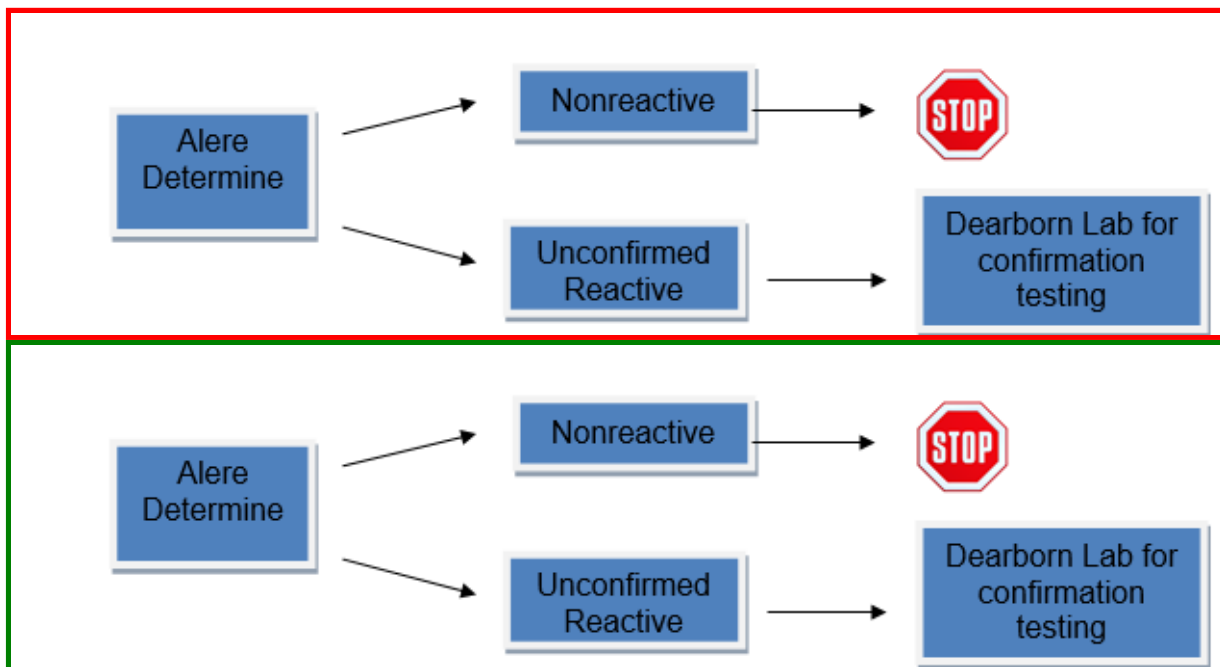 Nonreactive
STOP
Alere
Determine
Unconfirmed
Reactive
Dearborn Lab for
confirmation
testing
Nonreactive
STOP
Alere
Determine
Unconfirmed
Reactive
Dearborn Lab for
confirmation
testing